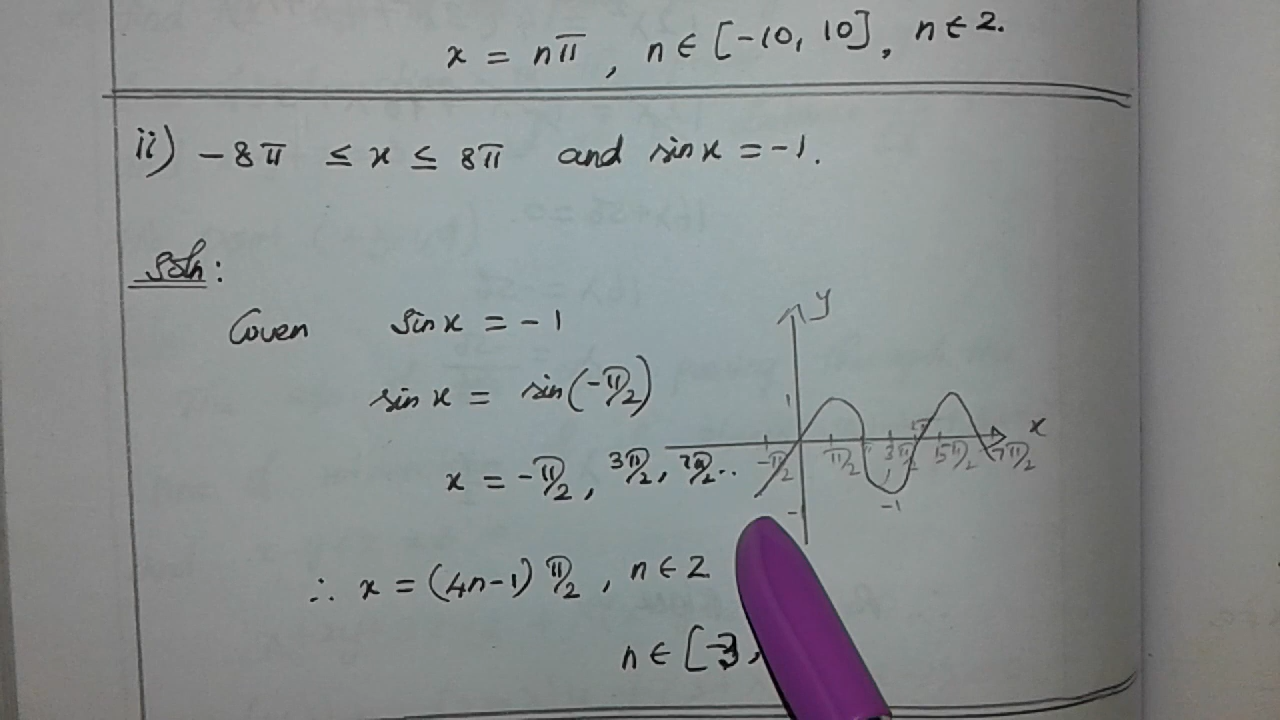 x = nπ , n ∈ [-10, 10], n ∈ Z.
ii) -8π ≤ x ≤ 8π and sin x = -1.
Soln :
Given sin x = -1
sin x = sin(-π/2)
x = -π/2, 3π/2, 7π/2..
∴ x = (4n-1) π/2, n ∈ Z
n ∈ [-3,
y
1
x
-π/2 π/2 π 3π/2 5π/2 7π/2
-1
-